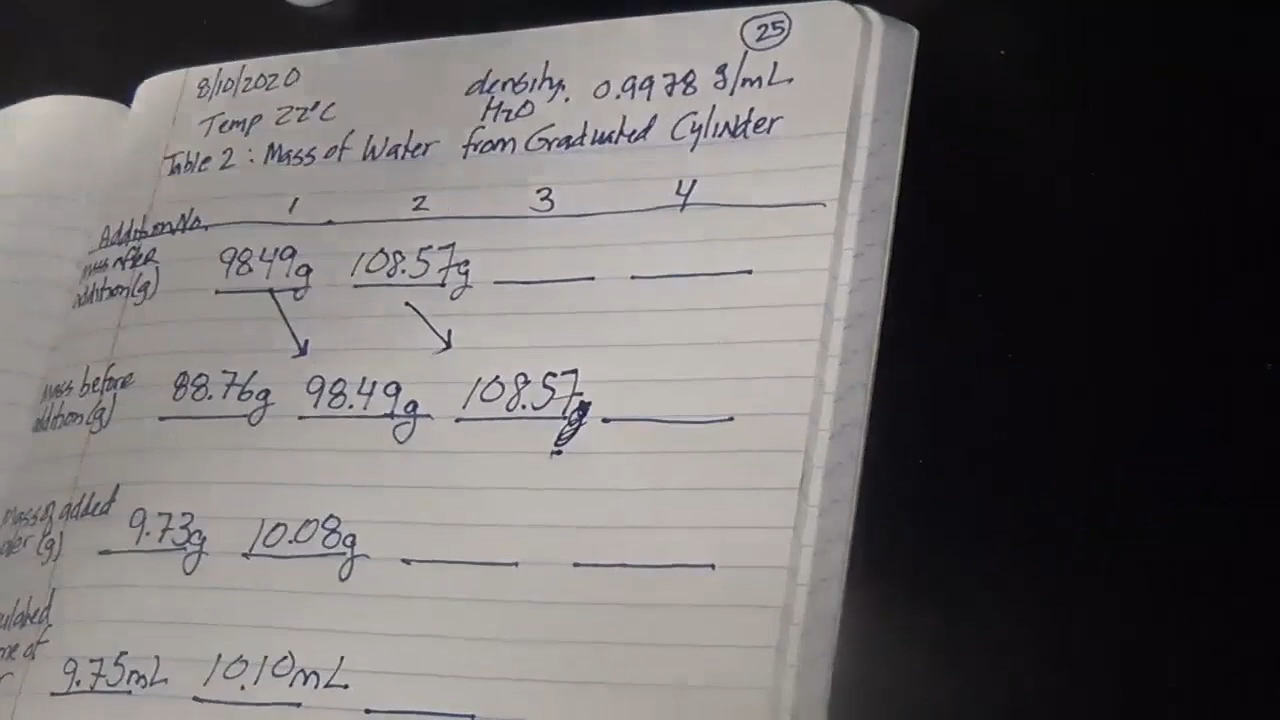 25
8/10/2020 density 0.9978 g/mL
Temp 22°C H2O
Table 2 : Mass of Water from Graduated Cylinder
Addition No. 1 2 3 4
mass after
addition (g) 98.49g 108.57g
Mass before
addition (g) 88.76g 98.49g 108.57g
Mass of added
(g) 9.73g 10.08g
of
9.75mL 10.10mL